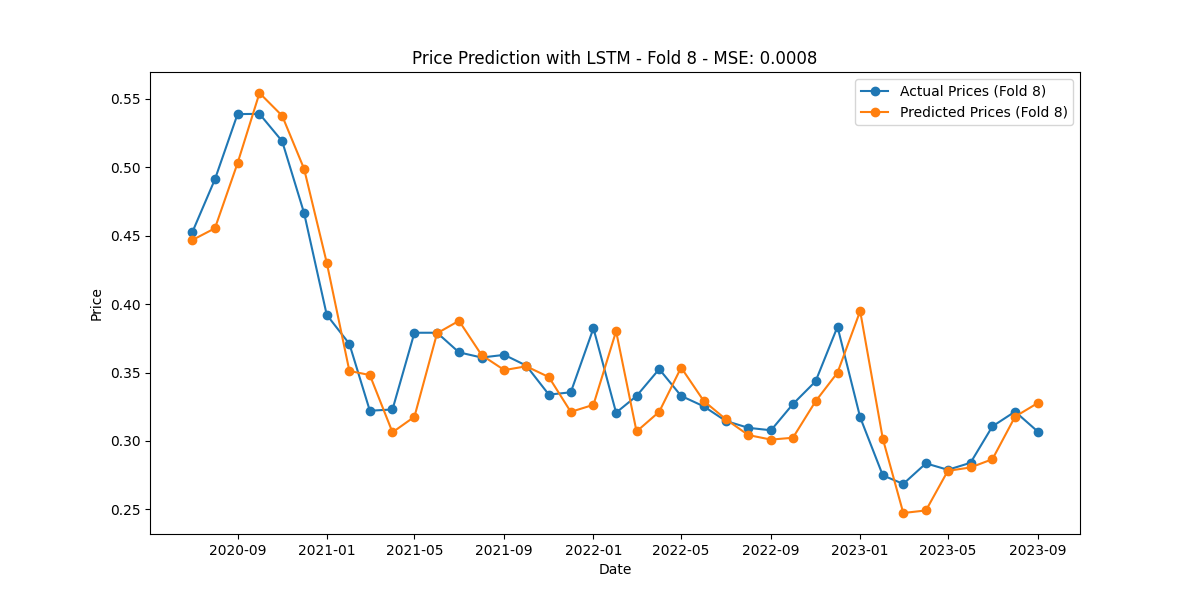 Price Prediction with LSTM - Fold 8 - MSE: 0.0008
Actual Prices (Fold 8)
Predicted Prices (Fold 8)
0.55
0.50
0.45
0.40
0.35
0.30
0.25
Price
2020-09 2021-01 2021-05 2021-09 2022-01 2022-05 2022-09 2023-01 2023-05 2023-09
Date